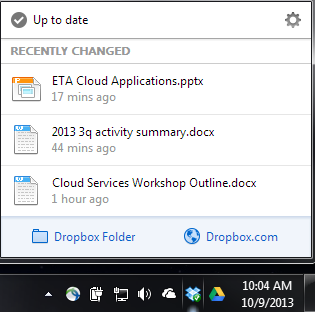 Up to date
RECENTLY CHANGED
ETA Cloud Applications.pptx
17 mins ago
2013 3q activity summary.docx
44 mins ago
Cloud Services Workshop Outline.docx
1 hour ago
Dropbox Folder
Dropbox.com
10:04 AM
10/9/2013